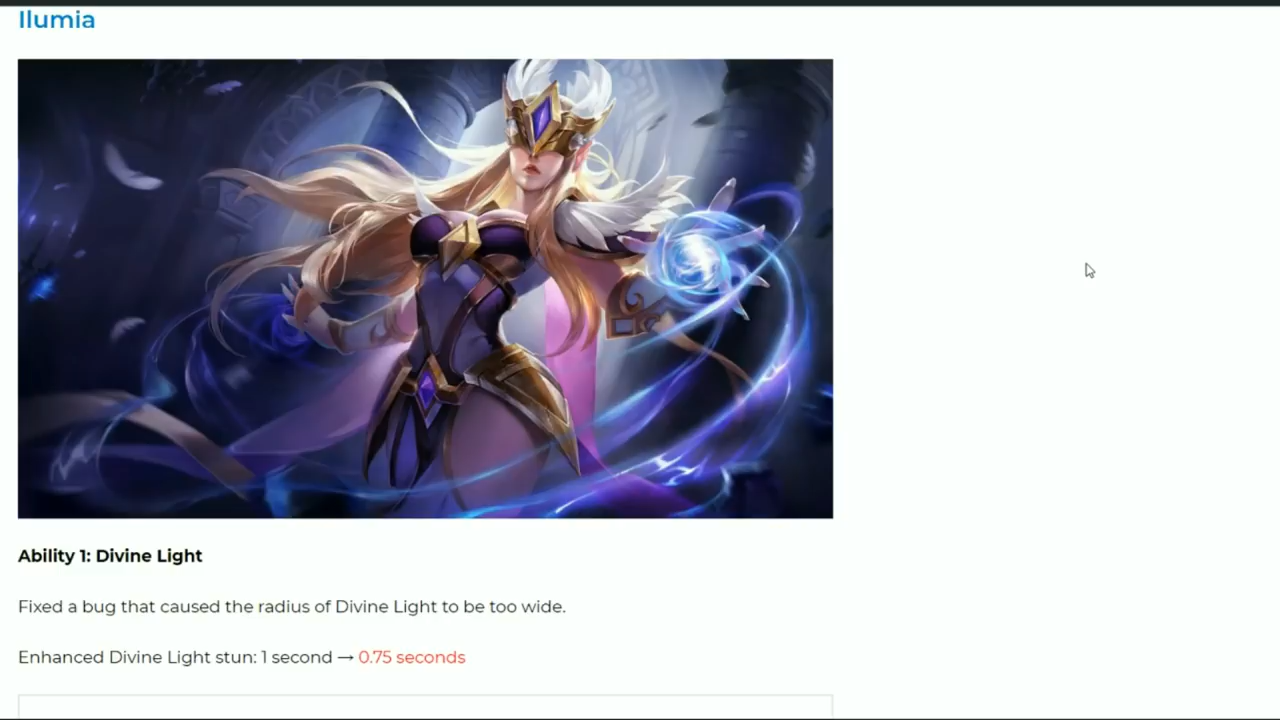 Ilumia
Ability 1: Divine Light
Fixed a bug that caused the radius of Divine Light to be too wide.
Enhanced Divine Light stun: 1 second → 0.75 seconds